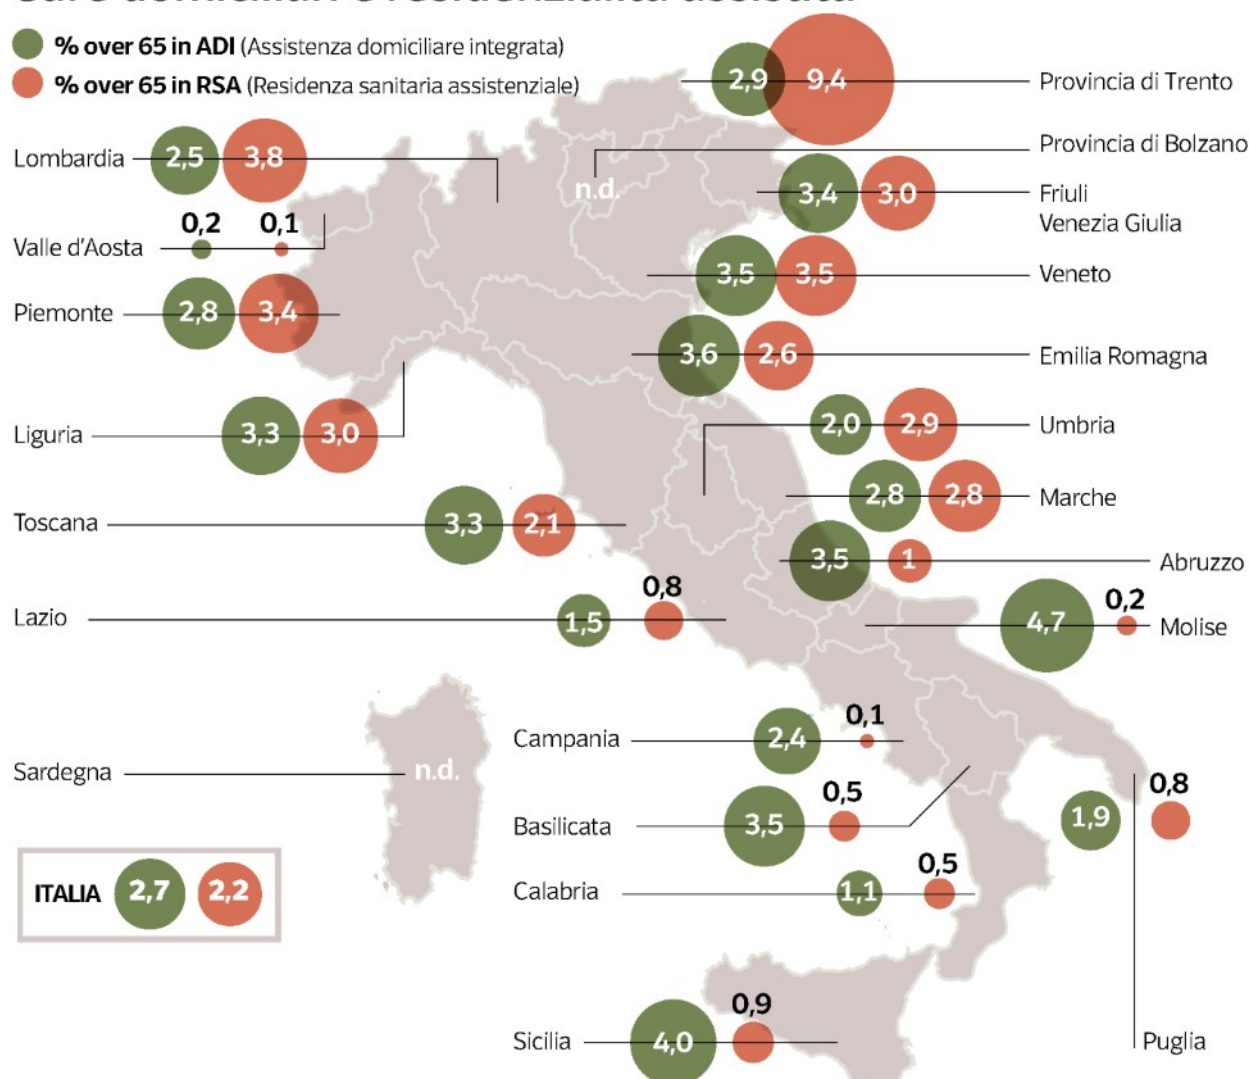 % over 65 in ADI (Assistenza domiciliare integrata)
% over 65 in RSA (Residenza sanitaria assistenziale)
2,9 9,4 Provincia di Trento
Provincia di Bolzano
n.d.
Lombardia 2,5 3,8
3,4 3,0 Friuli
Venezia Giulia
0,2 0,1
Valle d'Aosta
3,5 3,5 Veneto
Piemonte 2,8 3,4
3,6 2,6 Emilia Romagna
2,0 2,9 Umbria
Liguria 3,3 3,0
2,8 2,8 Marche
Toscana 3,3 2,1
3,5 1 Abruzzo
0,8
Lazio 1,5
0,2
4,7 Molise
0,1
Campania 2,4
Sardegna n.d.
0,8
1,9
Puglia
0,5
Basilicata 3,5
0,5
Calabria 1,1
ITALIA 2,7 2,2
0,9
Sicilia 4,0